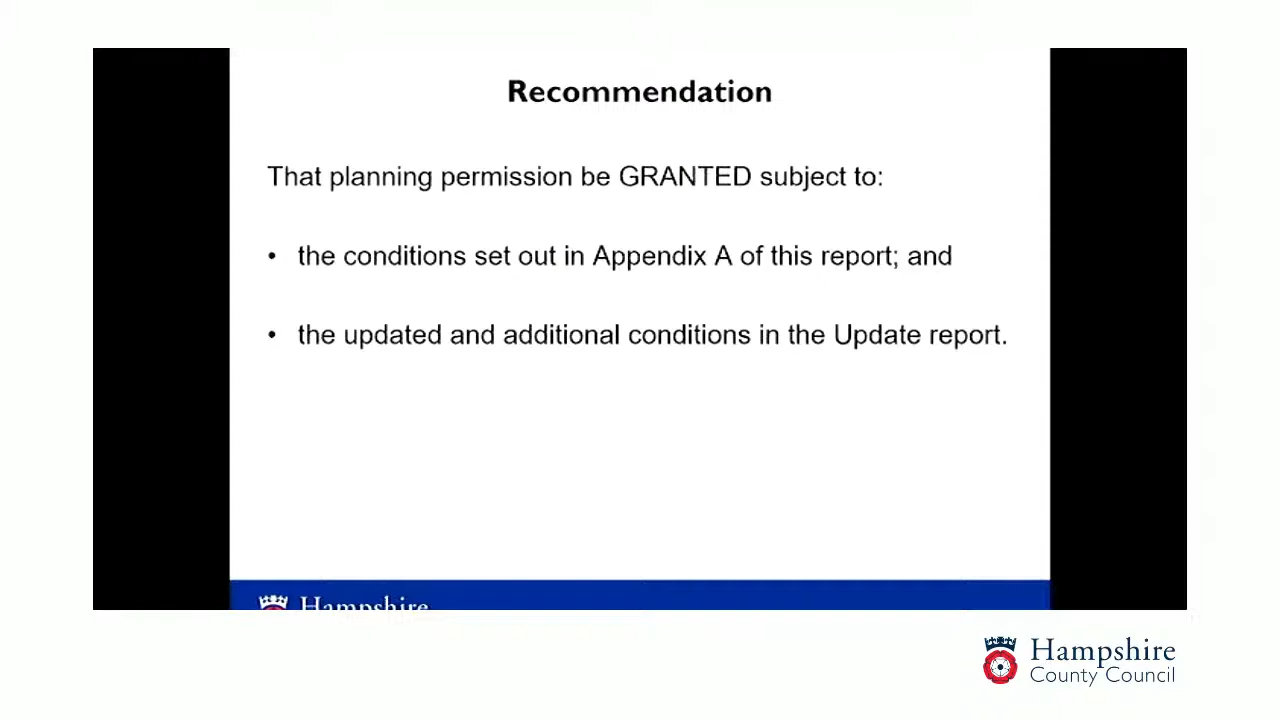 Recommendation
That planning permission be GRANTED subject to:
• the conditions set out in Appendix A of this report; and
• the updated and additional conditions in the Update report.
Hampshire
Hampshire
County Council